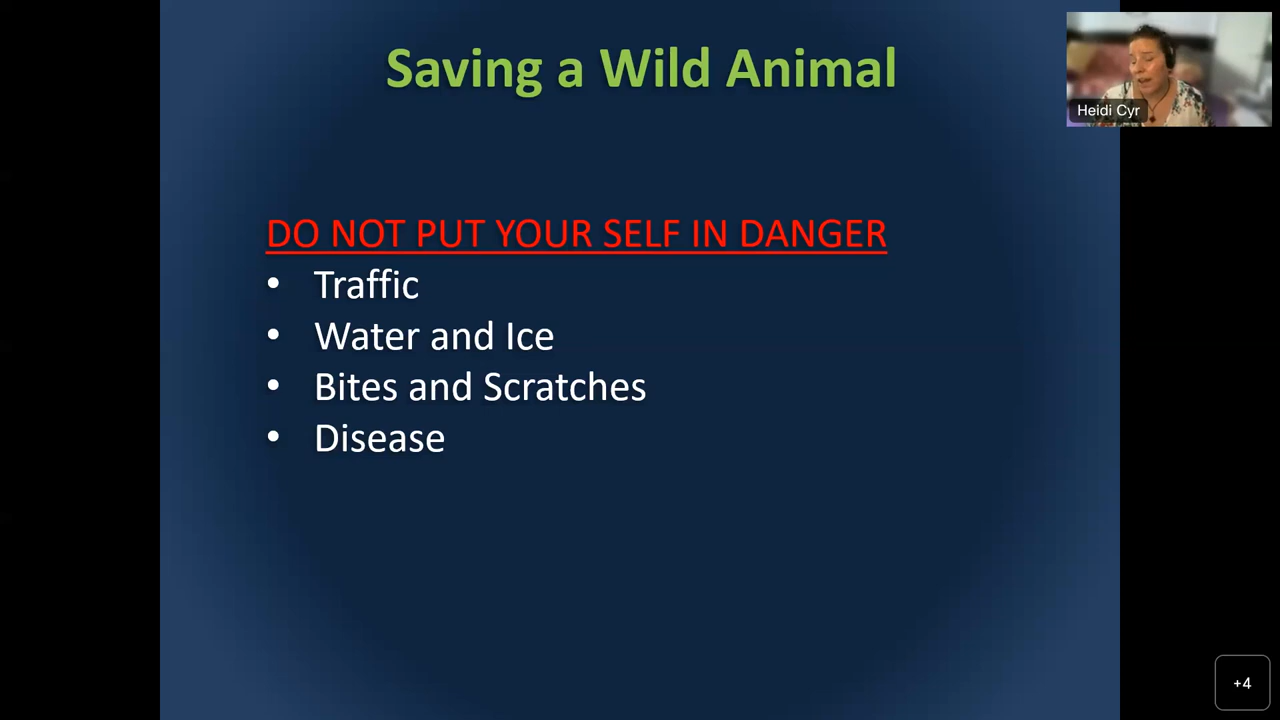 Saving a Wild Animal
Heidi Cyr
DO NOT PUT YOUR SELF IN DANGER
• Traffic
• Water and Ice
• Bites and Scratches
• Disease
+4